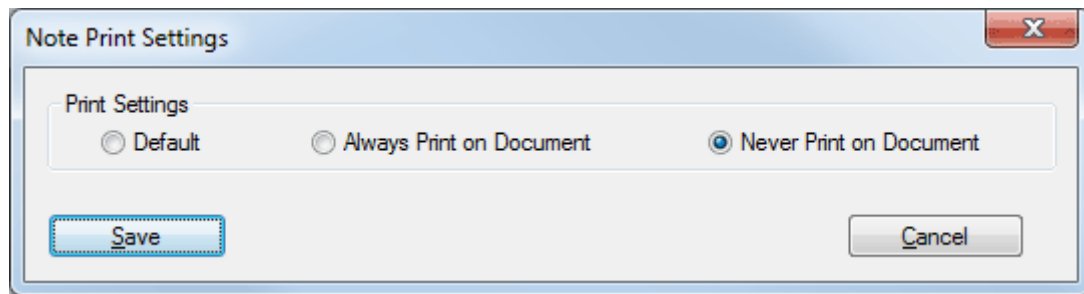 Note Print Settings
Print Settings
Default Always Print on Document Never Print on Document
Save Cancel